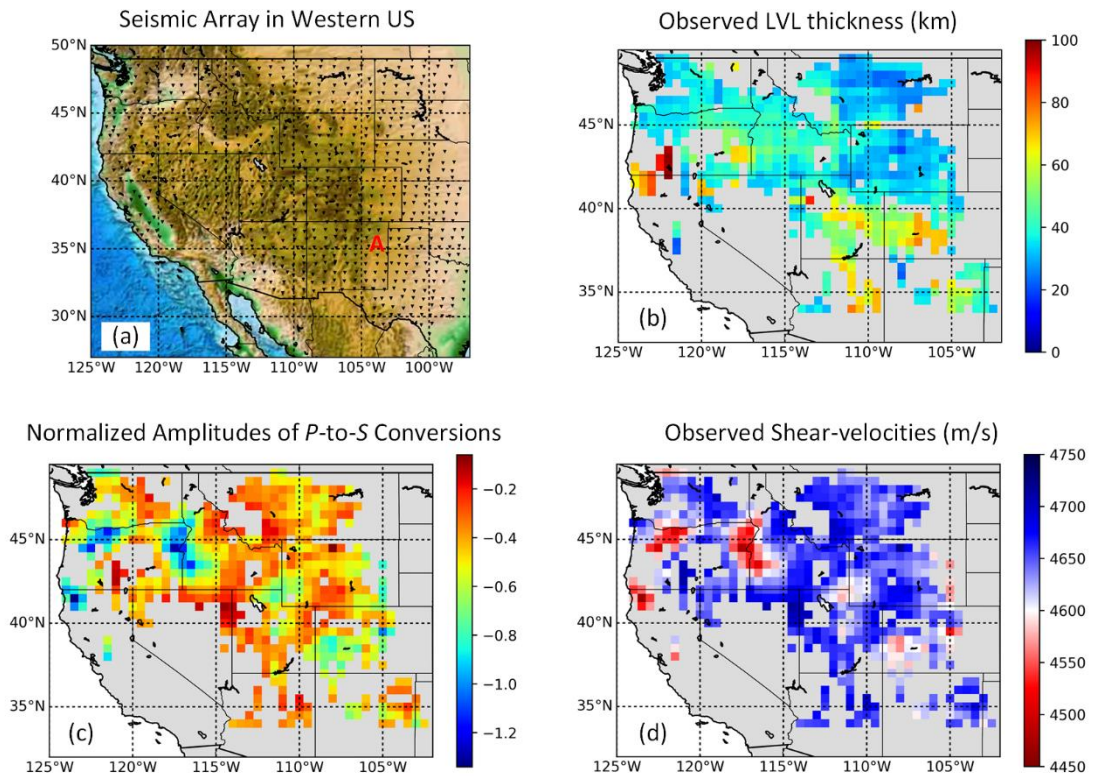 Seismic Array in Western US
50°N
45°N
40°N
35°N
30°N
A
(a)
125°W 120°W 115°W 110°W 105°W 100°W
Observed LVL thickness (km)
45°N
40°N
35°N
(b)
125°W 120°W 115°W 110°W 105°W
100
80
60
40
20
0
Normalized Amplitudes of P-to-S Conversions
45°N
40°N
35°N
(c)
125°W 120°W 115°W 110°W 105°W
−0.2
−0.4
−0.6
−0.8
−1.0
−1.2
Observed Shear-velocities (m/s)
45°N
40°N
35°N
(d)
125°W 120°W 115°W 110°W 105°W
4750
4700
4650
4600
4550
4500
4450